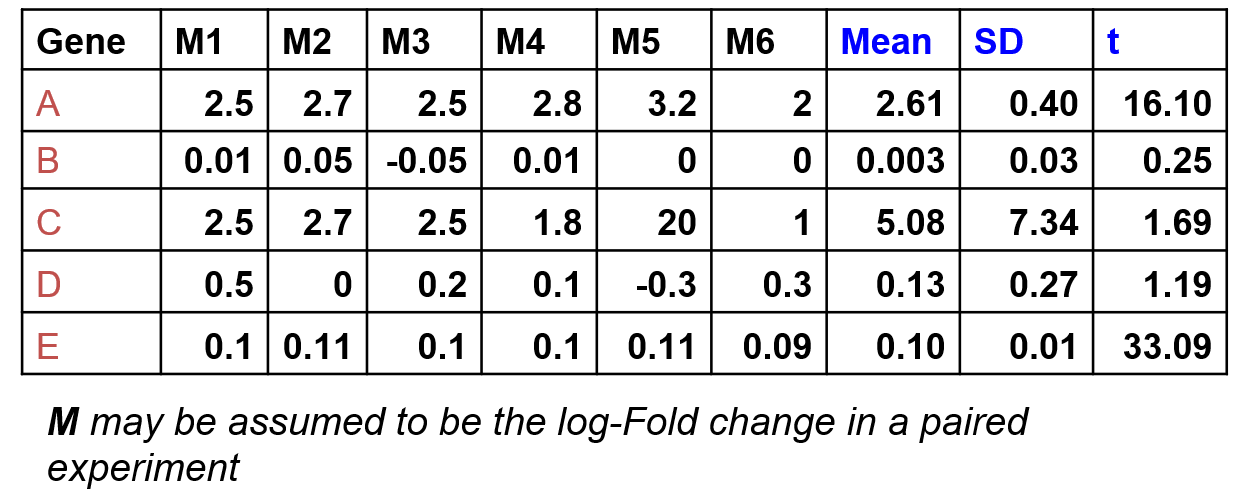 Gene M1 M2 M3 M4 M5 M6 Mean SD t
A 2.5 2.7 2.5 2.8 3.2 2 2.61 0.40 16.10
B 0.01 0.05 -0.05 0.01 0 0 0.003 0.03 0.25
C 2.5 2.7 2.5 1.8 20 1 5.08 7.34 1.69
D 0.5 0 0.2 0.1 -0.3 0.3 0.13 0.27 1.19
E 0.1 0.11 0.1 0.1 0.11 0.09 0.10 0.01 33.09
M may be assumed to be the log-Fold change in a paired
experiment